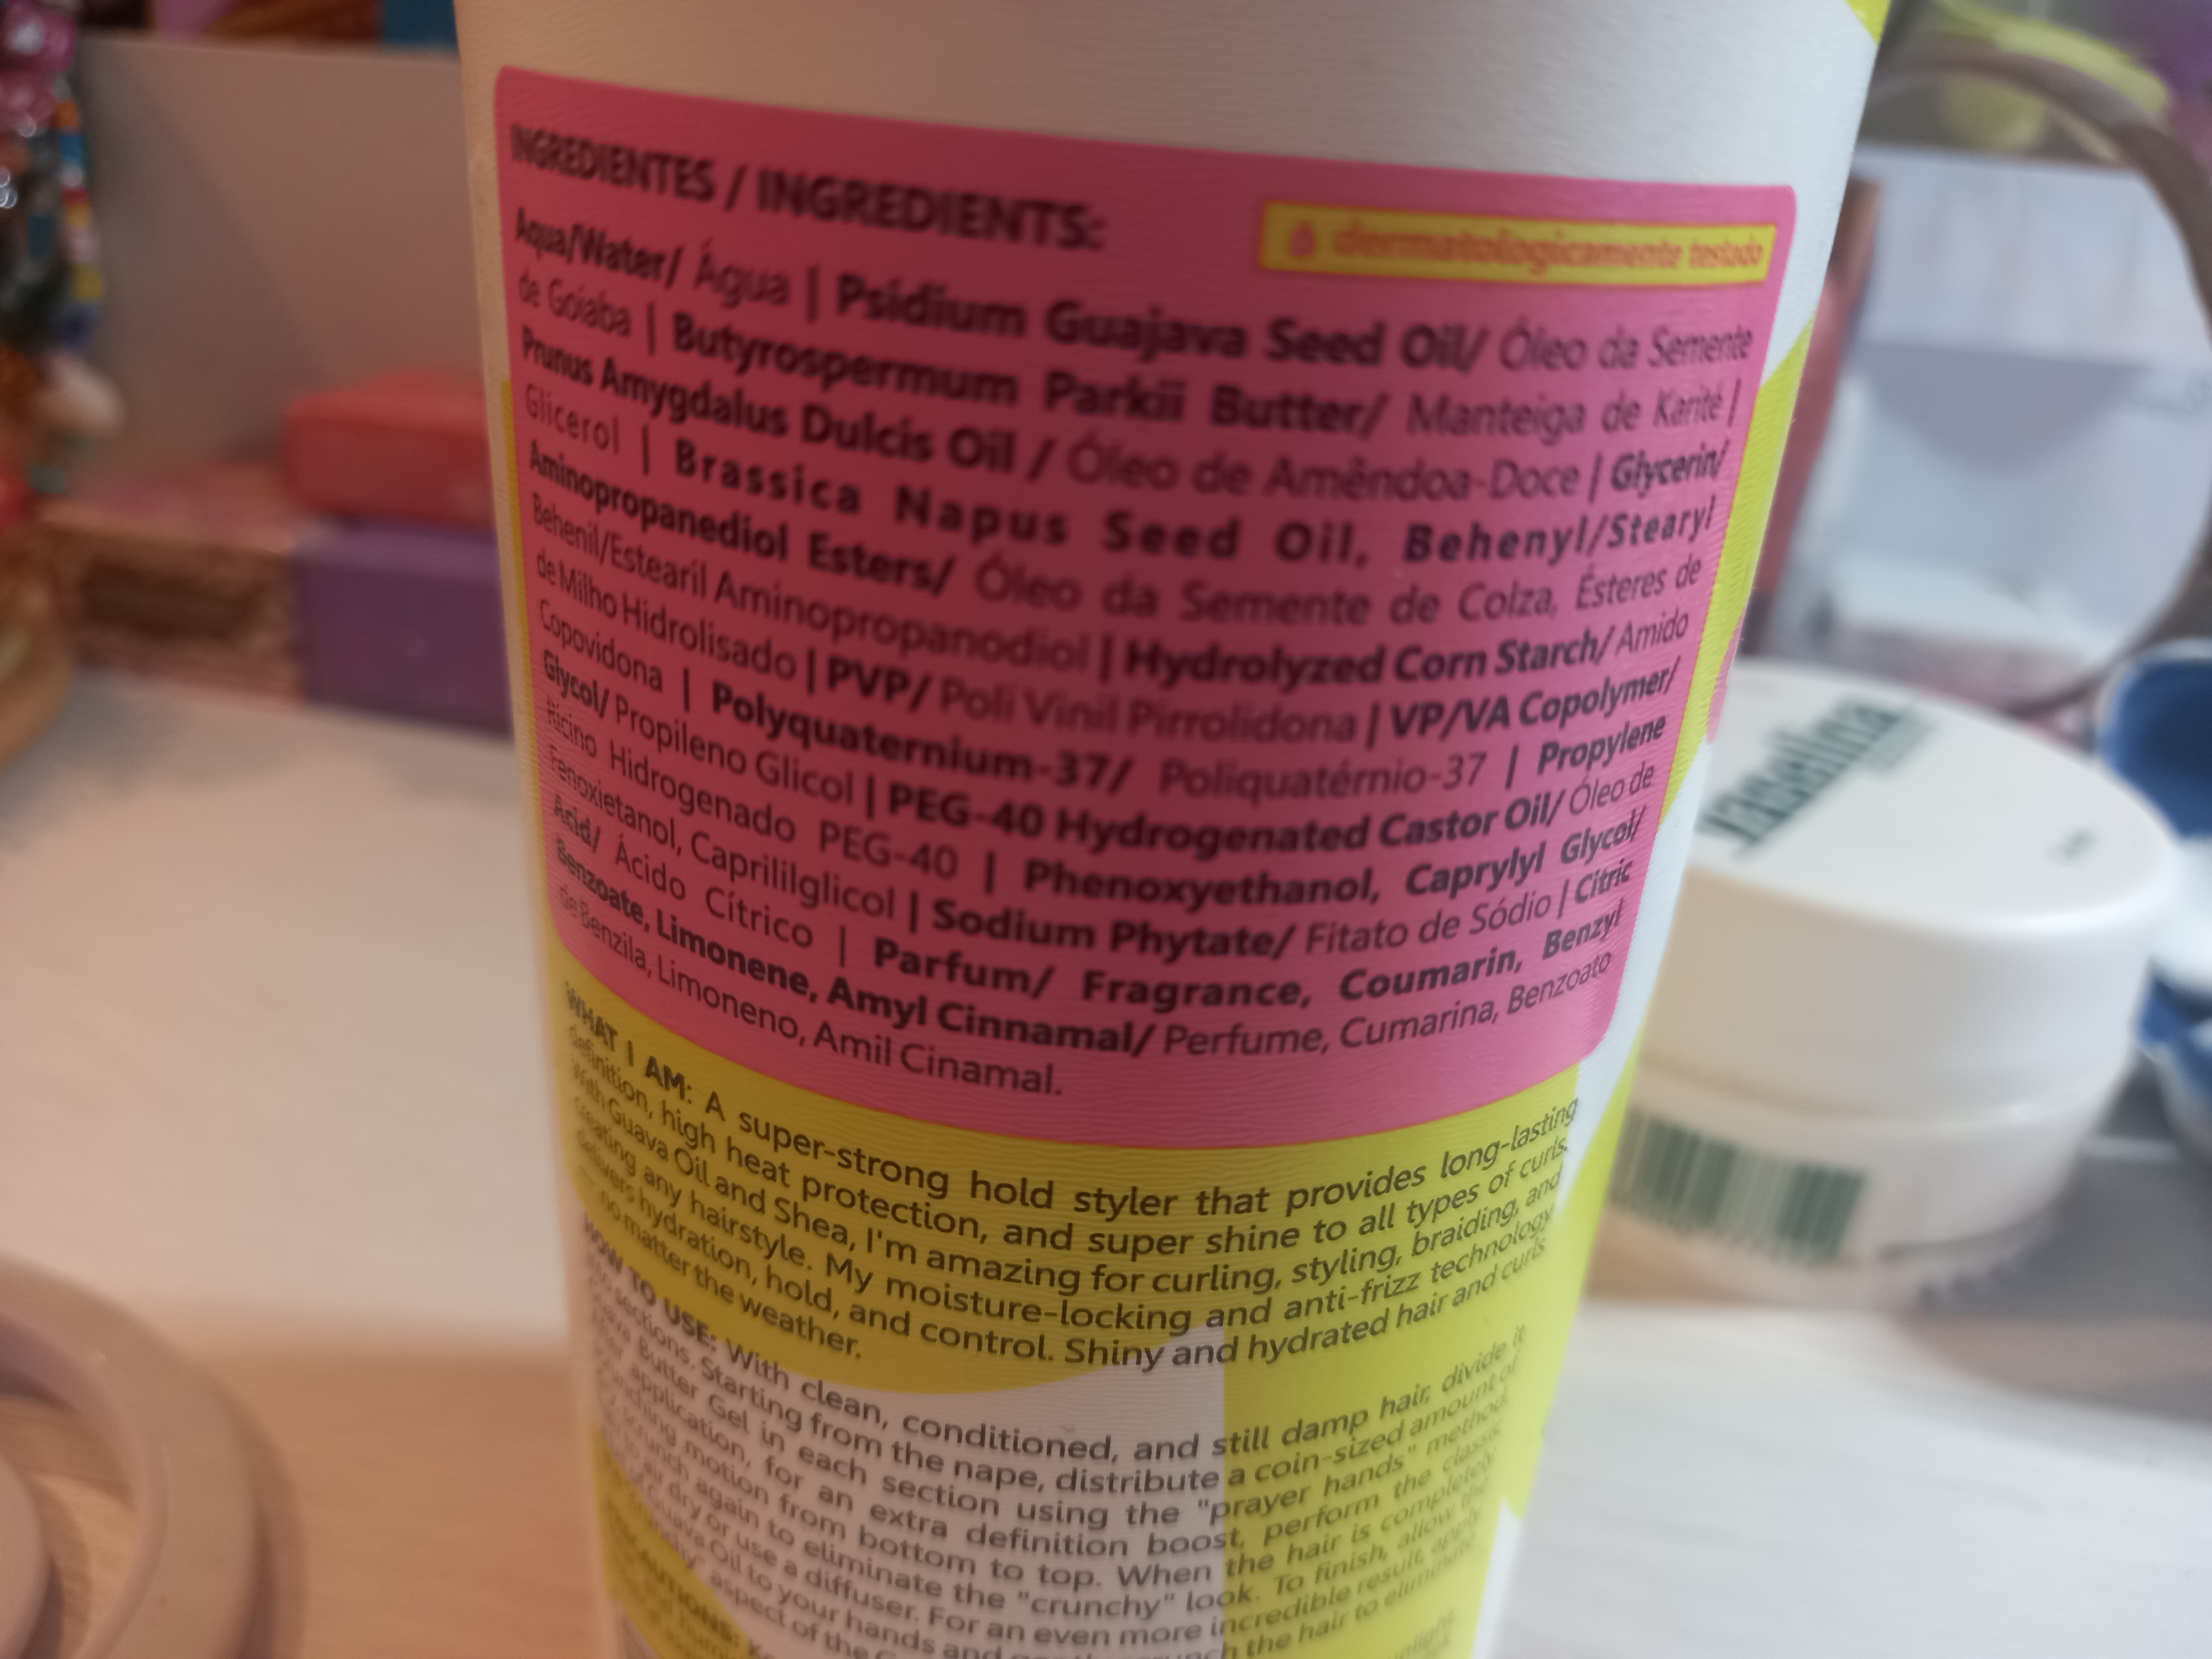 INGREDIENTES / INGREDIENTS:
dermatologicamente testado
Aqua/Water/ Água | Psidium Guajava Seed Oil/ Óleo da Semente
de Goiaba | Butyrospermum Parkii Butter/ Manteiga de Karité |
Prunus Amygdalus Dulcis Oil / Óleo de Amêndoa-Doce | Glycerin/
Glicerol | Brassica Napus Seed Oil, Behenyl/Stearyl
Aminopropanediol Esters/ Óleo da Semente de Colza, Ésteres de
Behenil/Estearil Aminopropanodiol | Hydrolyzed Corn Starch/ Amido
de Milho Hidrolisado | PVP/ Poli Vinil Pirrolidona | VP/VA Copolymer/
Copovidona | Polyquaternium-37/ Poliquatérnio-37 | Propylene
Glycol/ Propileno Glicol | PEG-40 Hydrogenated Castor Oil/ Óleo de
Rícino Hidrogenado PEG-40 | Phenoxyethanol, Caprylyl Glycol/
Fenoxietanol, Caprililglicol | Sodium Phytate/ Fitato de Sódio | Citric
Acid/ Ácido Cítrico | Parfum/ Fragrance, Coumarin, Benzyl
Benzoate, Limonene, Amyl Cinnamal/ Perfume, Cumarina, Benzoato
de Benzila, Limoneno, Amil Cinamal.
WHAT I AM: A super-strong hold styler that provides long-lasting
definition, high heat protection, and super shine to all types of curls.
With Guava Oil and Shea, I'm amazing for curling, styling, braiding, and
creating any hairstyle. My moisture-locking and anti-frizz technology
delivers hydration, hold, and control. Shiny and hydrated hair and curls
no matter the weather.
HOW TO USE: With clean, conditioned, and still damp hair, divide it
into sections. Starting from the nape, distribute a coin-sized amount of
Guava Butter Gel in each section using the "prayer hands" method.
After application, for an extra definition boost, perform the classic
scrunching motion from bottom to top. When the hair is completely
dry, scrunch again to eliminate the "crunchy" look. To finish, allow the
air dry or use a diffuser. For an even more incredible result, apply
Guava Oil to your hands and gently scrunch the hair to eliminate
aspect of the
Vaselina